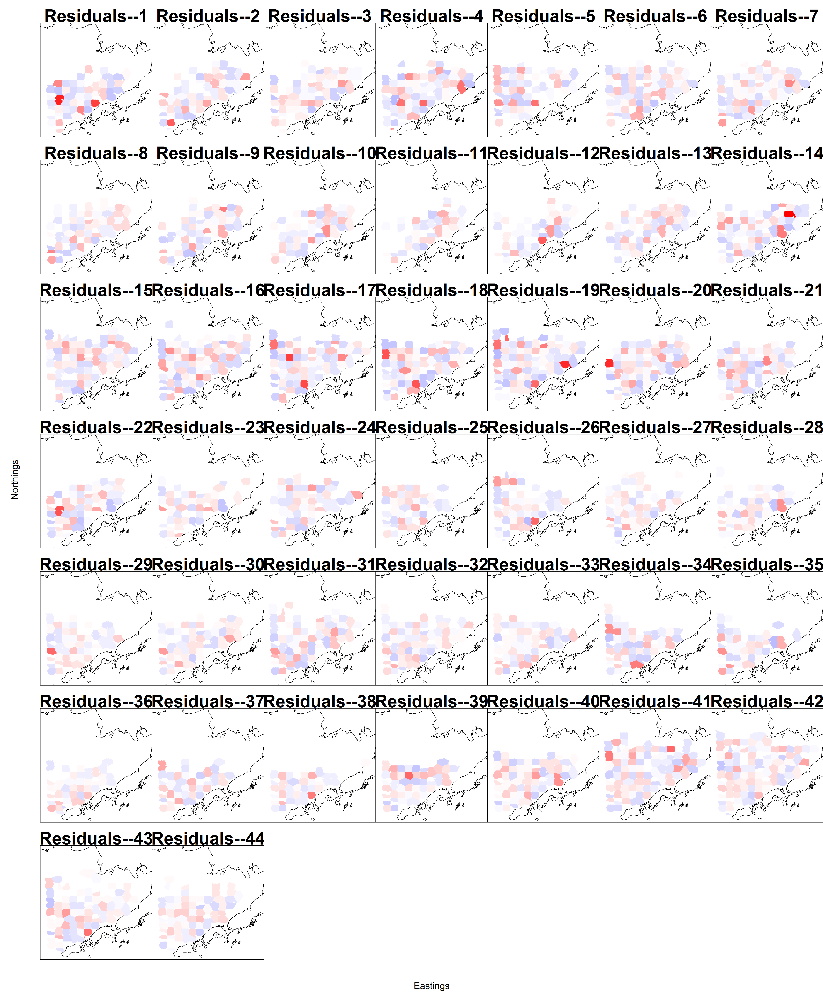 Residuals--1 Residuals--2 Residuals--3 Residuals--4 Residuals--5 Residuals--6 Residuals--7
Residuals--8 Residuals--9 Residuals--10 Residuals--11 Residuals--12 Residuals--13 Residuals--14
Residuals--15 Residuals--16 Residuals--17 Residuals--18 Residuals--19 Residuals--20 Residuals--21
Residuals--22 Residuals--23 Residuals--24 Residuals--25 Residuals--26 Residuals--27 Residuals--28
Northings
Residuals--29 Residuals--30 Residuals--31 Residuals--32 Residuals--33 Residuals--34 Residuals--35
Residuals--36 Residuals--37 Residuals--38 Residuals--39 Residuals--40 Residuals--41 Residuals--42
Residuals--43 Residuals--44
Eastings